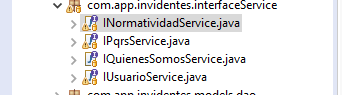 com.app.invidentes.interfaceService
INormatividadService.java
IPqrsService.java
IQuienesSomosService.java
IUsuarioService.java
com.app.invidentes.models.dao